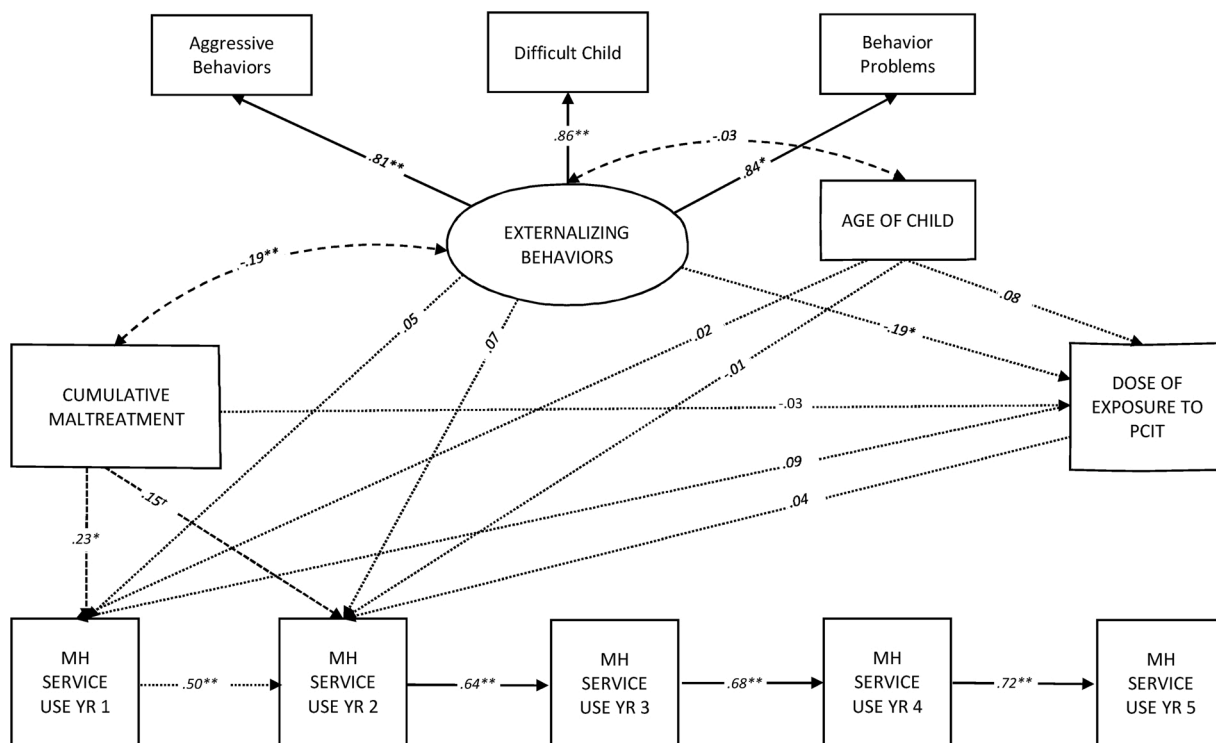 Aggressive
Behaviors
Difficult Child
Behavior
Problems
.81**
.86**
-.03
.84*
EXTERNALIZING
BEHAVIORS
AGE OF CHILD
-.19**
.05
.07
.02
-.01
-.19*
.08
CUMULATIVE
MALTREATMENT
-.03
DOSE OF
EXPOSURE TO
PCIT
.09
.04
.15†
.23*
MH
SERVICE
USE YR 1
.50**
MH
SERVICE
USE YR 2
.64**
MH
SERVICE
USE YR 3
.68**
MH
SERVICE
USE YR 4
.72**
MH
SERVICE
USE YR 5